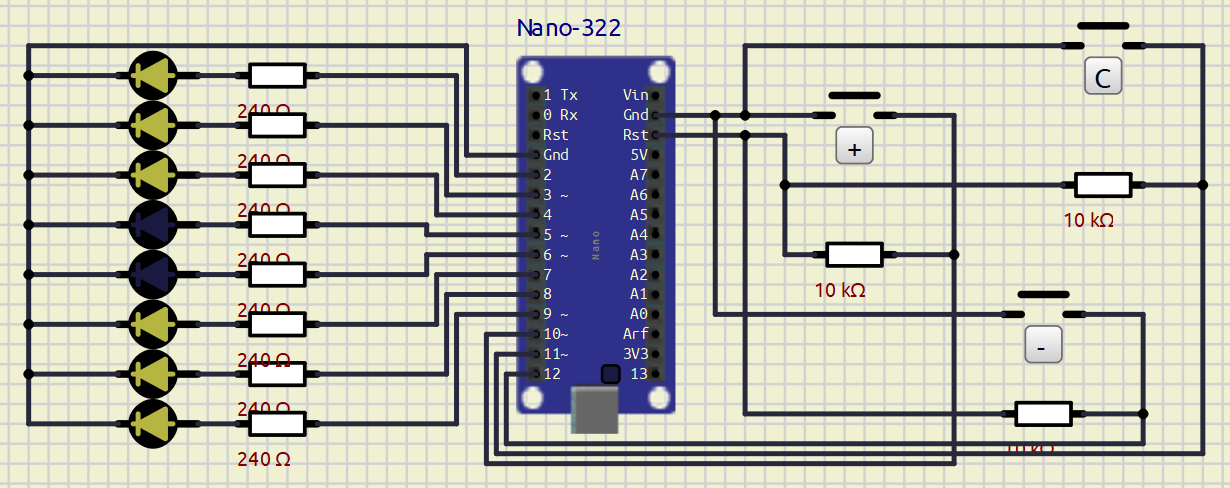 Nano-322
1 Tx Vin
0 Rx Gnd
Rst Rst
Gnd 5V
2 A7
3 ~ A6
4 A5
5 ~ A4
6 ~ A3
7 A2
8 A1
9 ~ A0
10~ Arf
11~ 3V3
12 13
Nano
240 Ω
240 Ω
240 Ω
240 Ω
240 Ω
240 Ω
240 Ω
240 Ω
C
+
10 kΩ
10 kΩ
-
10 kΩ